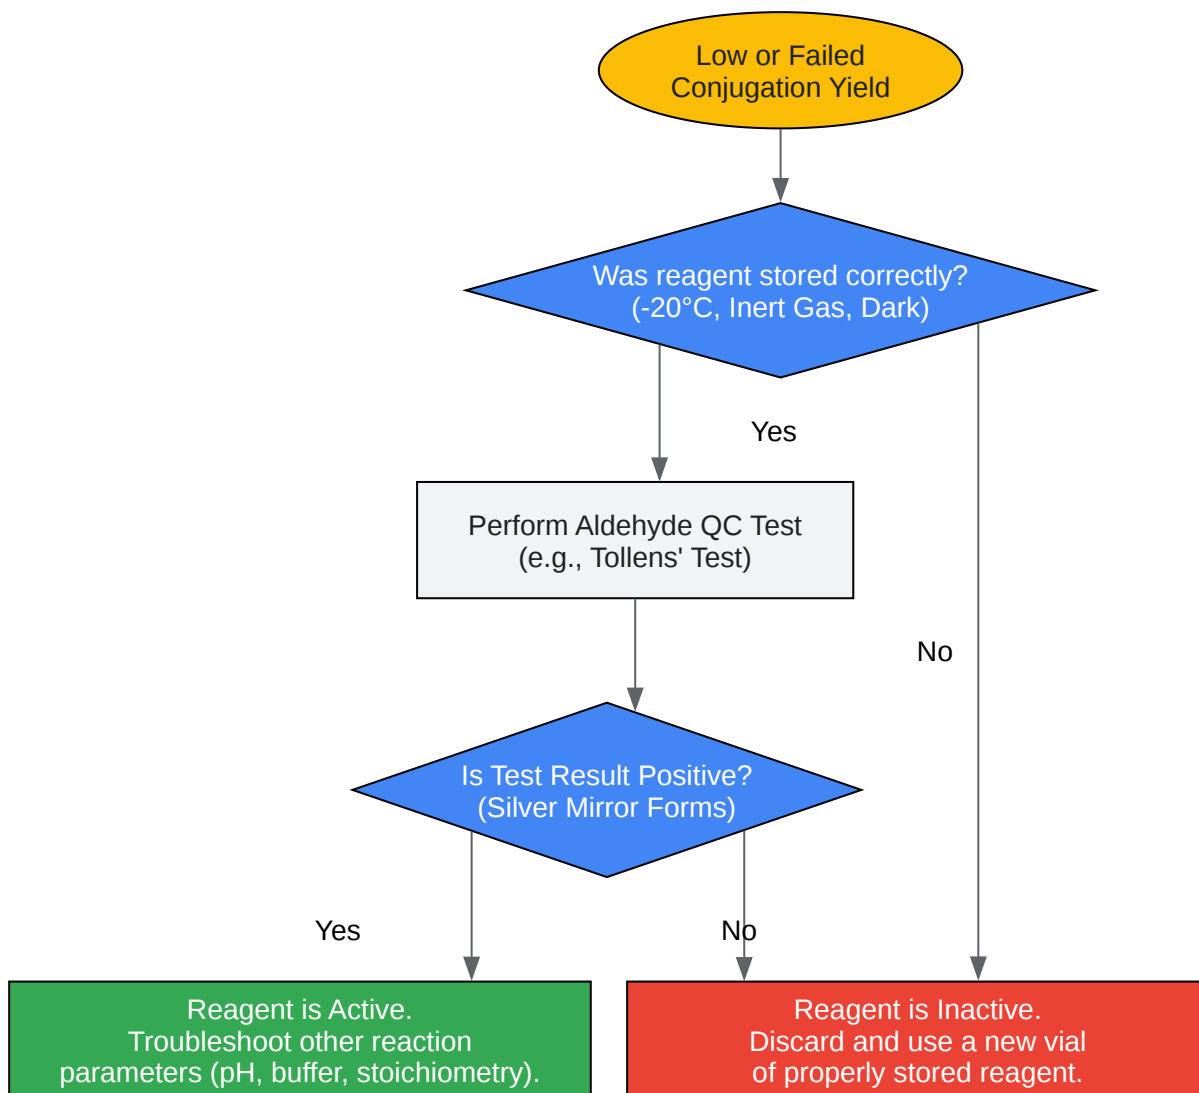 Low or Failed
Conjugation Yield
Was reagent stored correctly?
(-20°C, Inert Gas, Dark)
Yes
Perform Aldehyde QC Test
(e.g., Tollens' Test)
No
Is Test Result Positive?
(Silver Mirror Forms)
Yes
No
Reagent is Active.
Troubleshoot other reaction
parameters (pH, buffer, stoichiometry).
Reagent is Inactive.
Discard and use a new vial
of properly stored reagent.